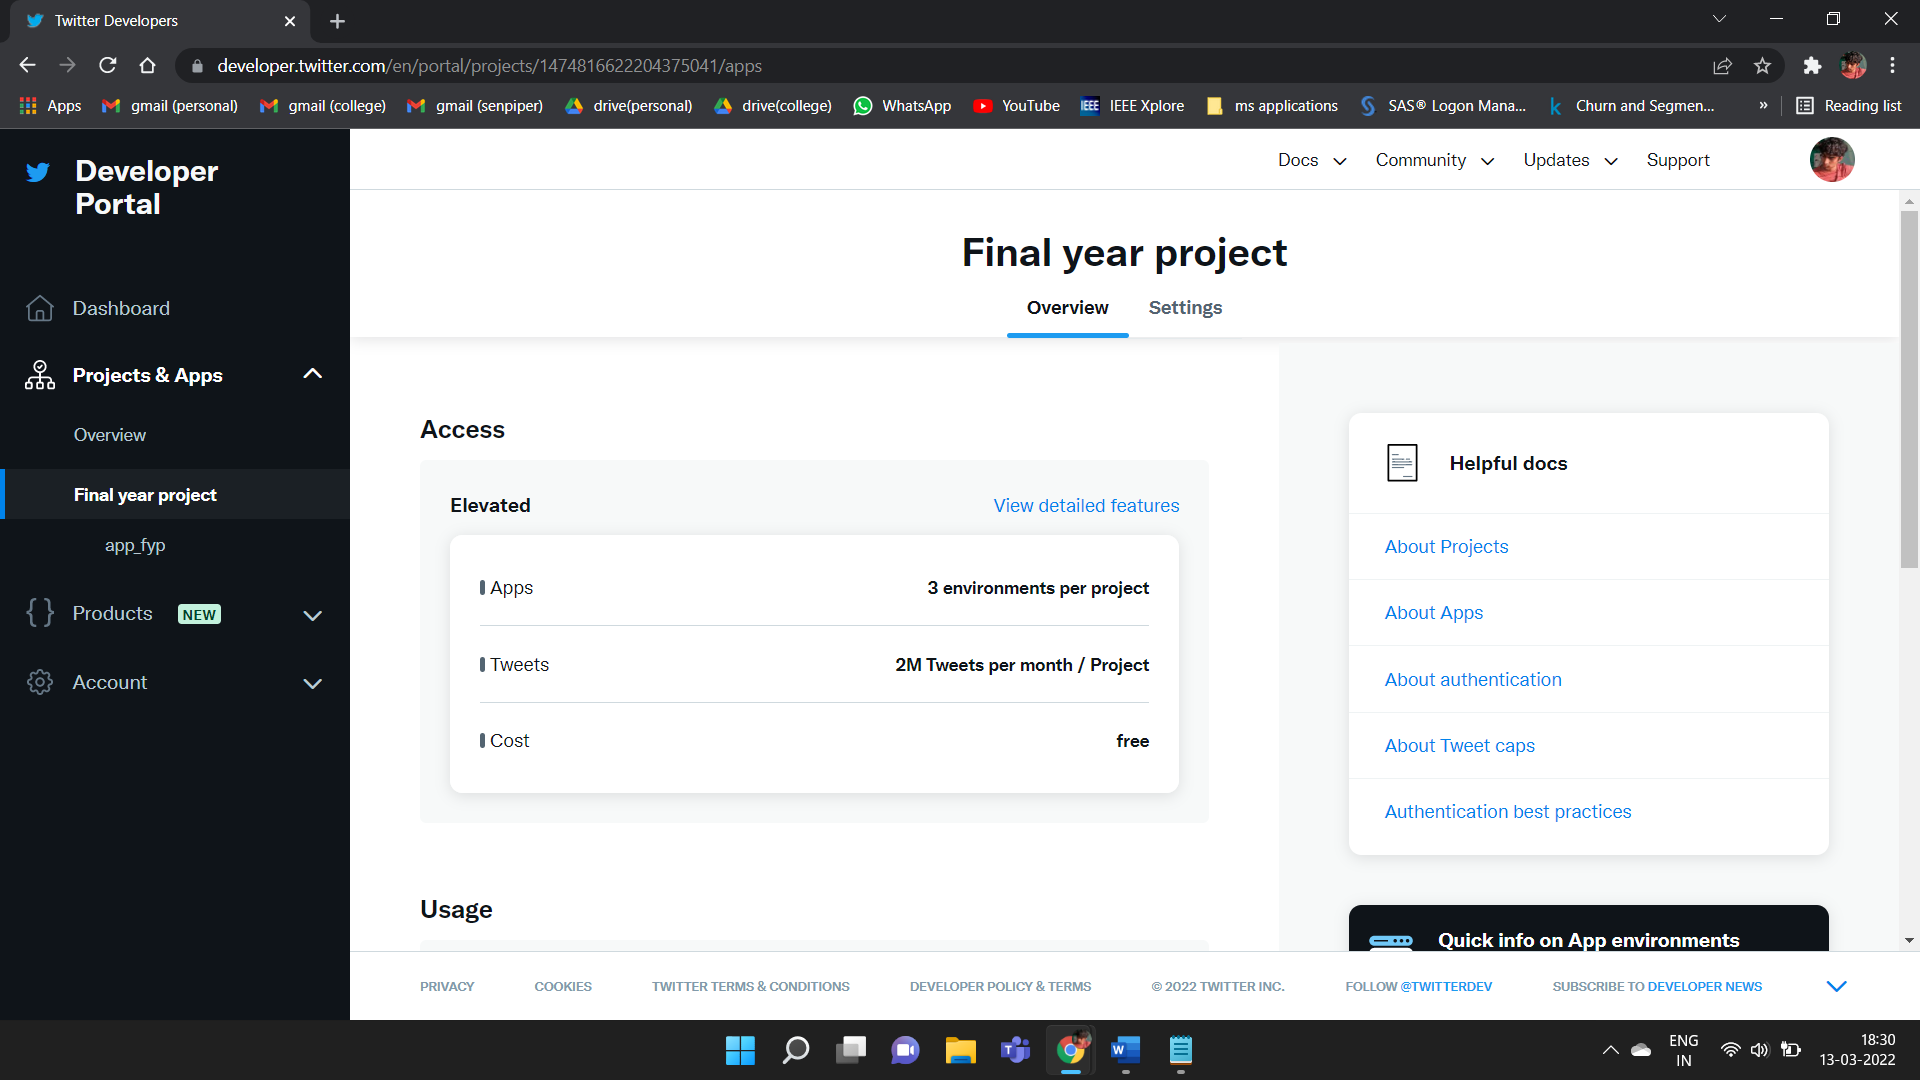 Twitter Developers
developer.twitter.com/en/portal/projects/1474816622204375041/apps
Apps gmail (personal) gmail (college) gmail (senpiper) drive(personal) drive(college) WhatsApp YouTube IEEE IEEE Xplore ms applications SAS® Logon Mana... k Churn and Segmen... » Reading list
Developer
Portal
Docs Community Updates Support
Dashboard
Projects & Apps
Overview
Final year project
app_fyp
Products NEW
Account
Final year project
Overview Settings
Access
Elevated View detailed features
Apps 3 environments per project
Tweets 2M Tweets per month / Project
Cost free
Usage
Helpful docs
About Projects
About Apps
About authentication
About Tweet caps
Authentication best practices
Quick info on App environments
PRIVACY COOKIES TWITTER TERMS & CONDITIONS DEVELOPER POLICY & TERMS © 2022 TWITTER INC. FOLLOW @TWITTERDEV SUBSCRIBE TO DEVELOPER NEWS
ENG
IN
18:30
13-03-2022